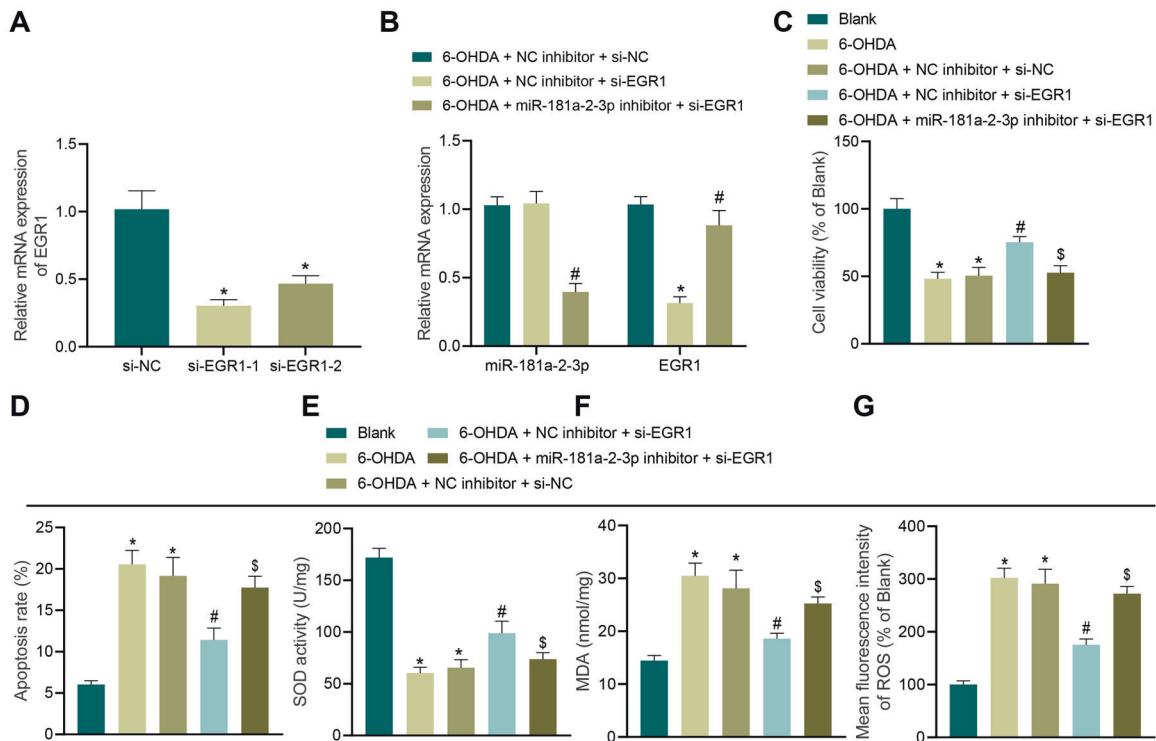 A
Relative mRNA expression
of EGR1
1.5
1.0
0.5
0.0
*
*
si-NC
si-EGR1-1
si-EGR1-2
B
6-OHDA + NC inhibitor + si-NC
6-OHDA + NC inhibitor + si-EGR1
6-OHDA + miR-181a-2-3p inhibitor + si-EGR1
Relative mRNA expression
1.5
1.0
0.5
0.0
#
*
#
miR-181a-2-3p
EGR1
C
Blank
6-OHDA
6-OHDA + NC inhibitor + si-NC
6-OHDA + NC inhibitor + si-EGR1
6-OHDA + miR-181a-2-3p inhibitor + si-EGR1
Cell viability (% of Blank)
150
100
50
0
*
*
#
$
D
E
F
G
Blank
6-OHDA + NC inhibitor + si-EGR1
6-OHDA
6-OHDA + miR-181a-2-3p inhibitor + si-EGR1
6-OHDA + NC inhibitor + si-NC
Apoptosis rate (%)
25
20
15
10
5
0
*
*
#
$
SOD activity (U/mg)
200
150
100
50
0
*
*
#
$
MDA (nmol/mg)
40
30
20
10
0
*
*
#
$
Mean fluorescence intensity
of ROS (% of Blank)
400
300
200
100
0
*
*
#
$